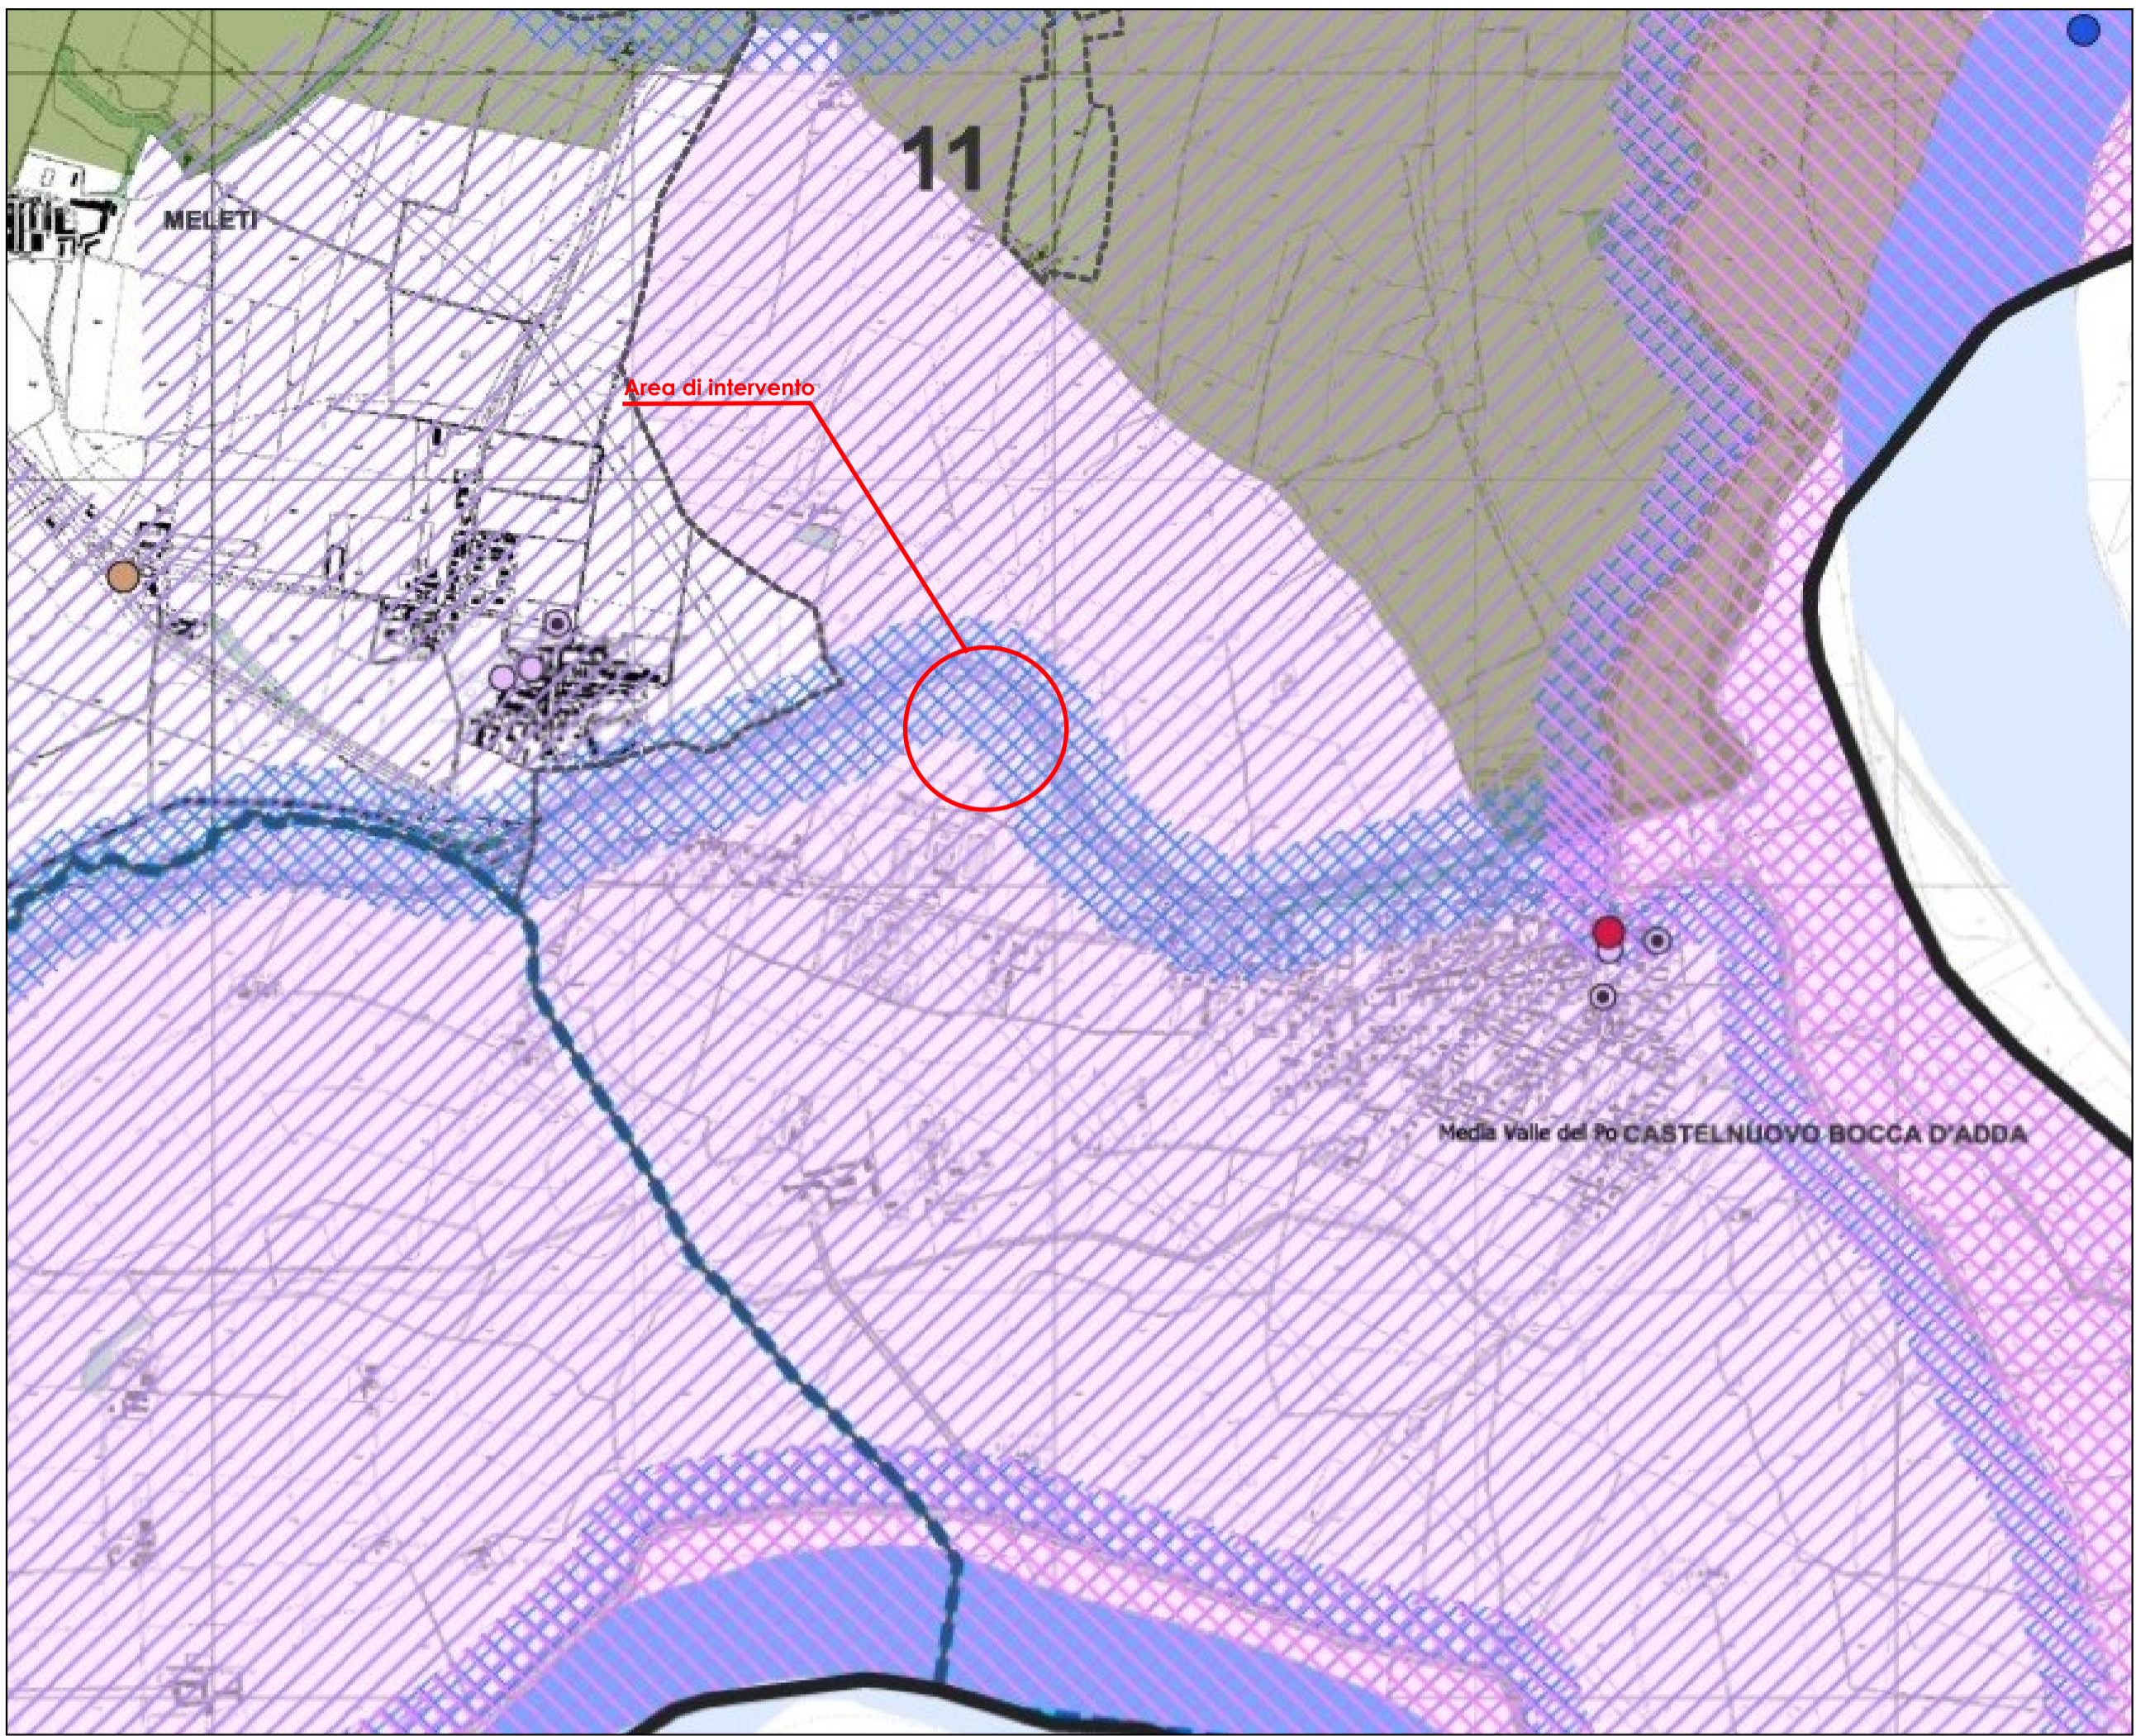 11
MELETI
Area di intervento
Media Valle del Po CASTELNUOVO BOCCA D'ADDA